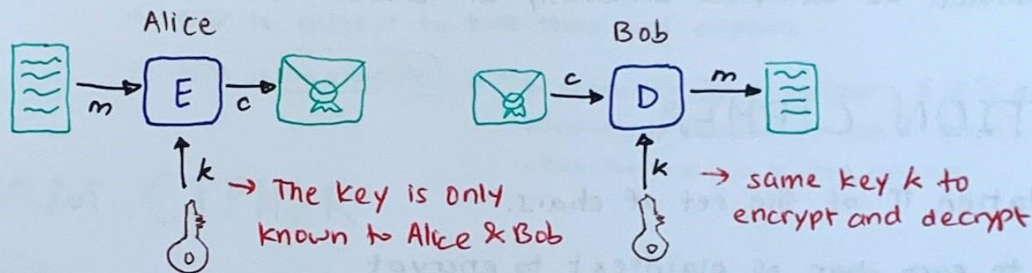 Alice
Bob
m
E
c
c
D
m
k
→ The key is only
known to Alice & Bob
k
→ same key k to
encrypt and decrypt